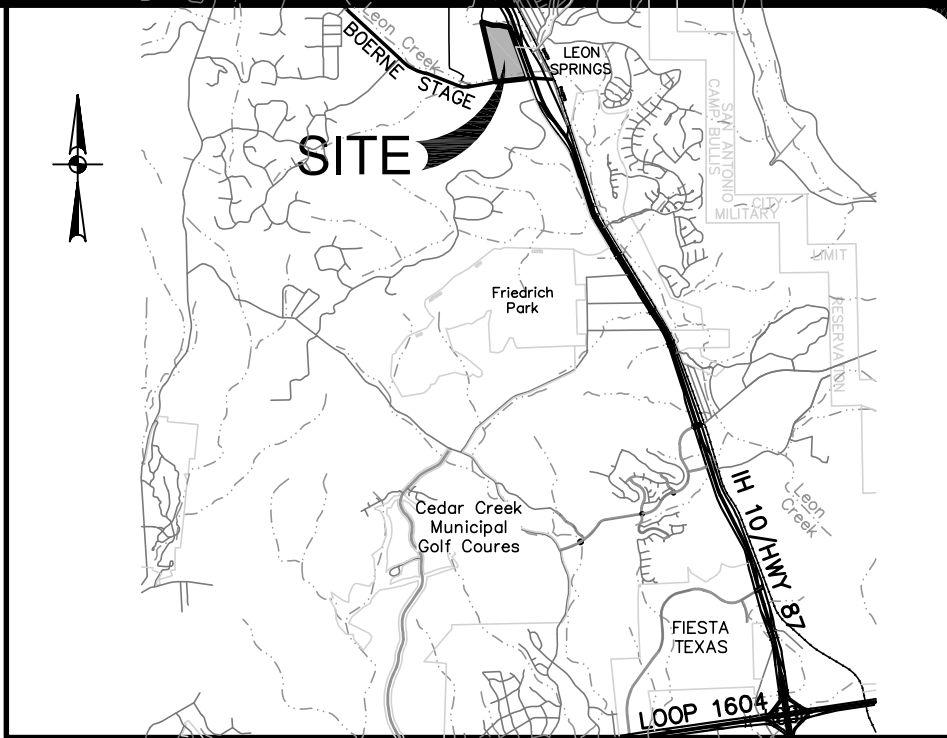 Leon Creek
BOERNE STAGE
LEON
SPRINGS
SITE
SAN ANTONIO
CAMP BULLIS
CITY
MILITARY
LIMIT
RESERVATION
Friedrich
Park
Cedar Creek
Municipal
Golf Coures
IH 10/HWY 87
Leon
Creek
FIESTA
TEXAS
LOOP 1604